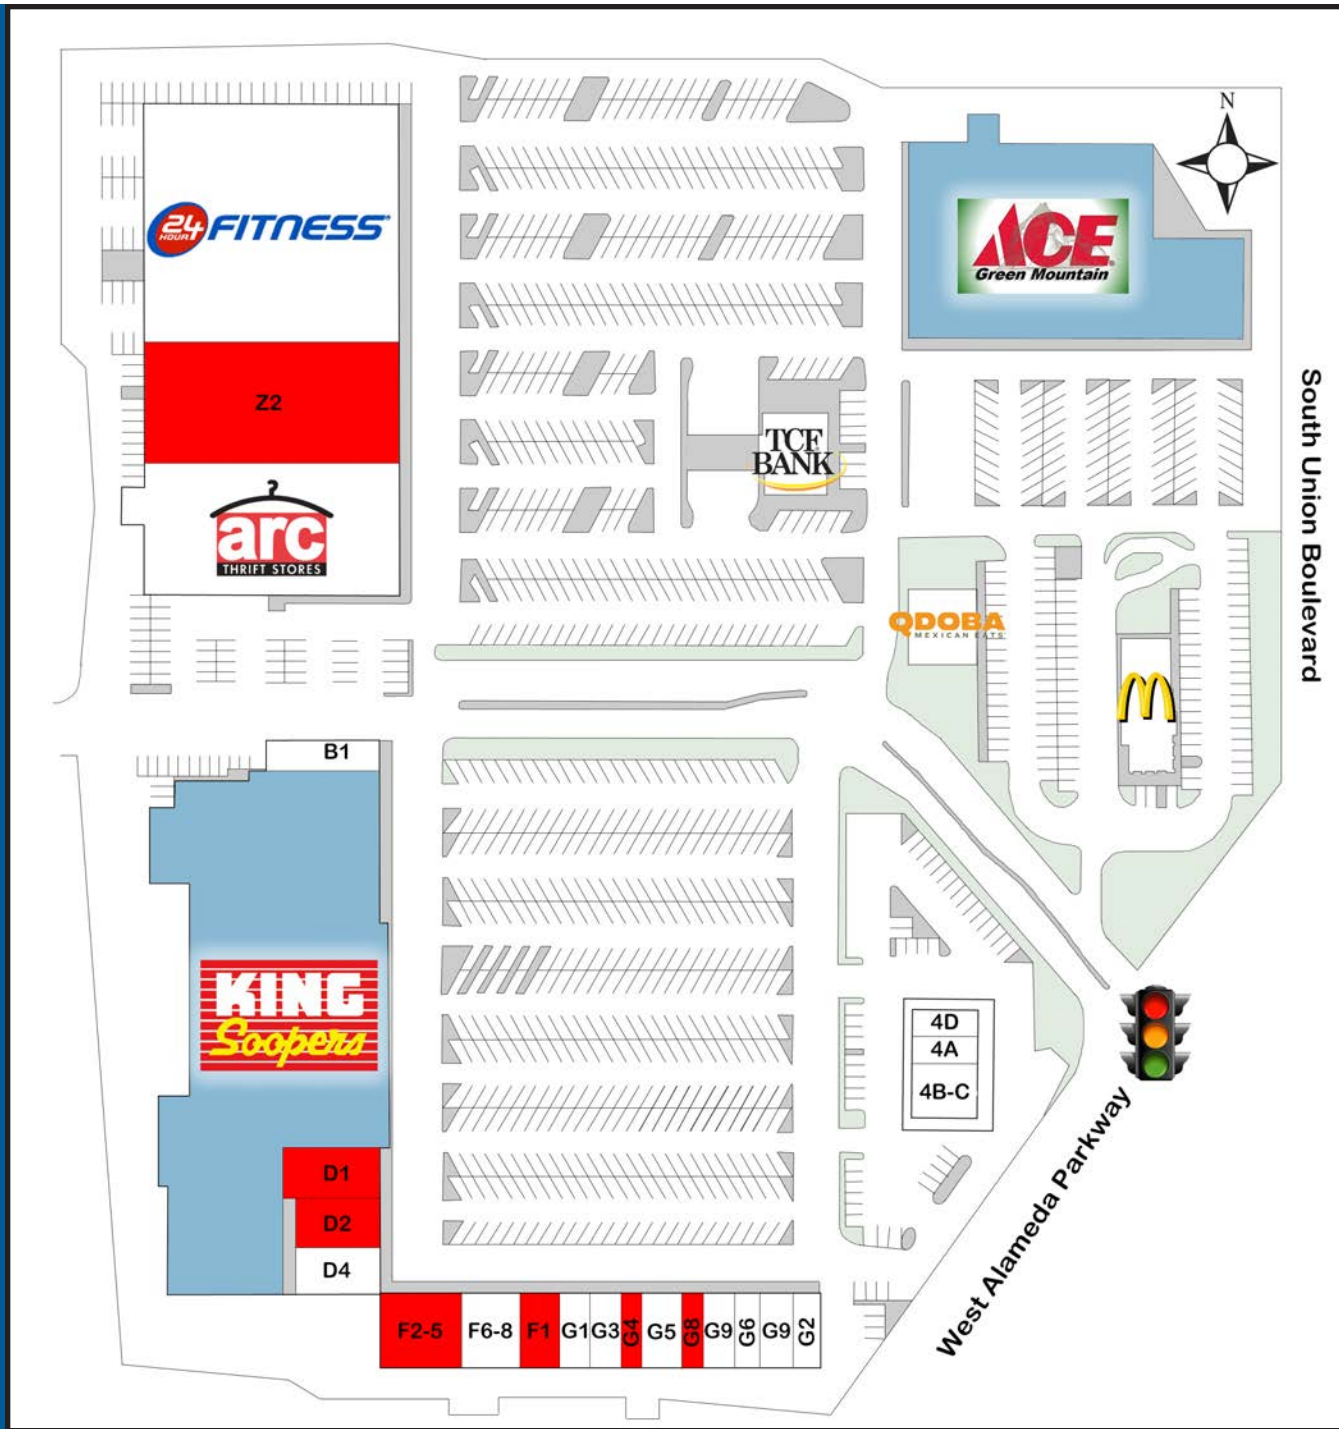 N
24
HOUR
FITNESS
ACE
Green Mountain
Z2
TCF
BANK
arc
THRIFT STORES
South Union Boulevard
QDOBA
MEXICAN EATS
B1
KING
Soopers
4D
4A
4B-C
D1
D2
D4
West Alameda Parkway
F2-5
F6-8
F1
G1
G3
G4
G5
G8
G9
G6
G9
G2